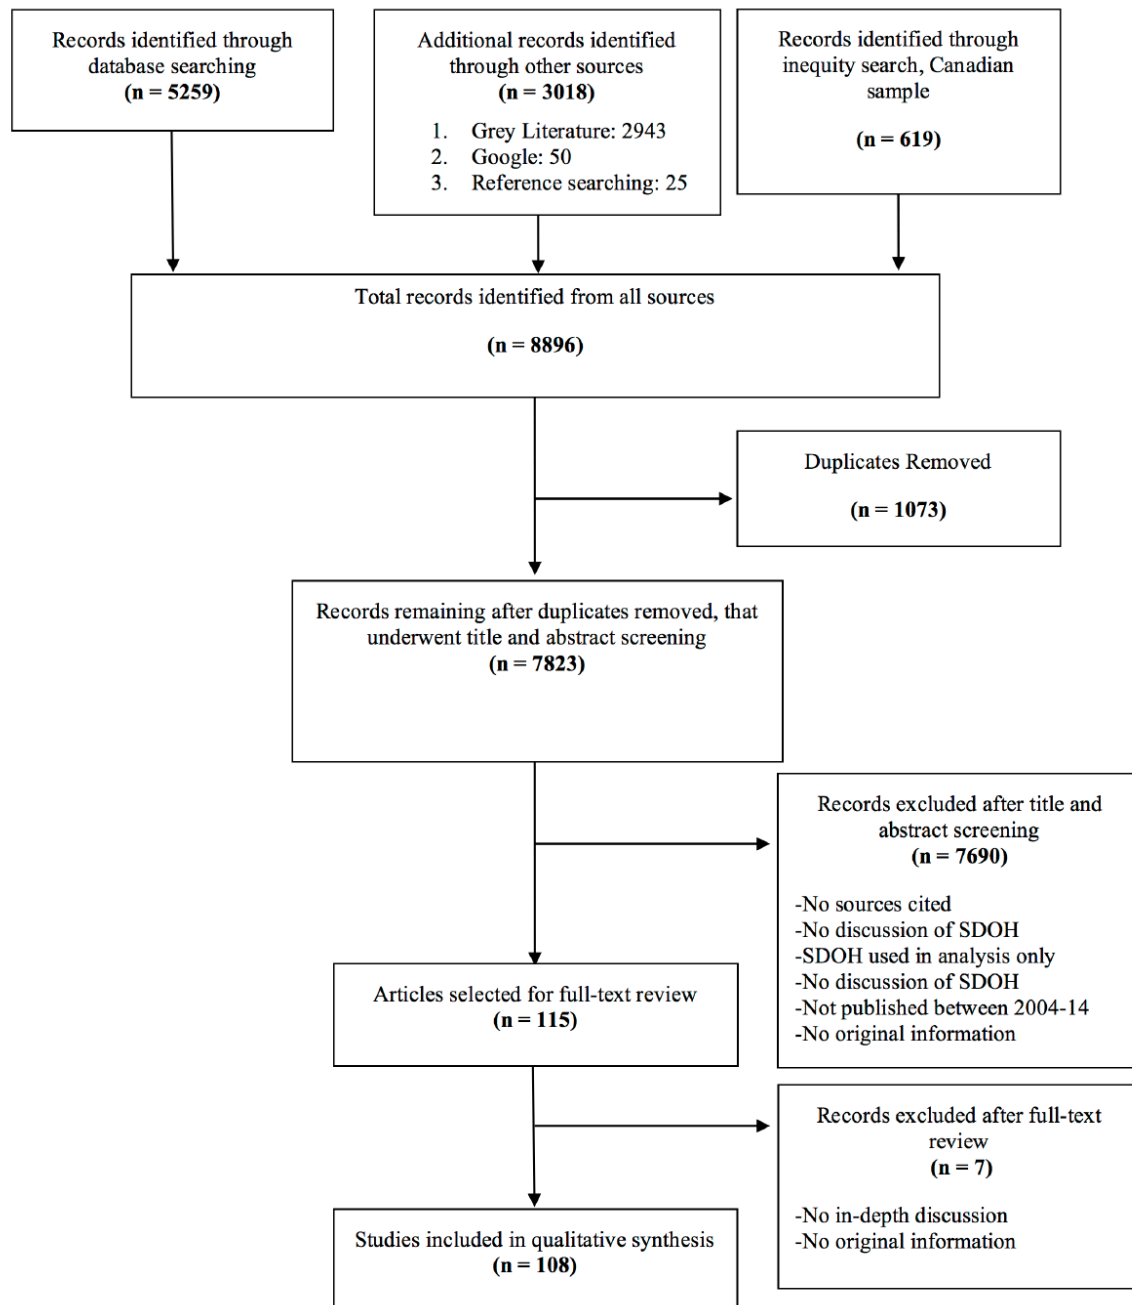 Records identified through
database searching
(n = 5259)
Additional records identified
through other sources
(n = 3018)
1. Grey Literature: 2943
2. Google: 50
3. Reference searching: 25
Records identified through
inequity search, Canadian
sample
(n = 619)
Total records identified from all sources
(n = 8896)
Duplicates Removed
(n = 1073)
Records remaining after duplicates removed, that
underwent title and abstract screening
(n = 7823)
Records excluded after title and
abstract screening
(n = 7690)
-No sources cited
-No discussion of SDOH
-SDOH used in analysis only
-No discussion of SDOH
-Not published between 2004-14
-No original information
Articles selected for full-text review
(n = 115)
Records excluded after full-text
review
(n = 7)
-No in-depth discussion
-No original information
Studies included in qualitative synthesis
(n = 108)